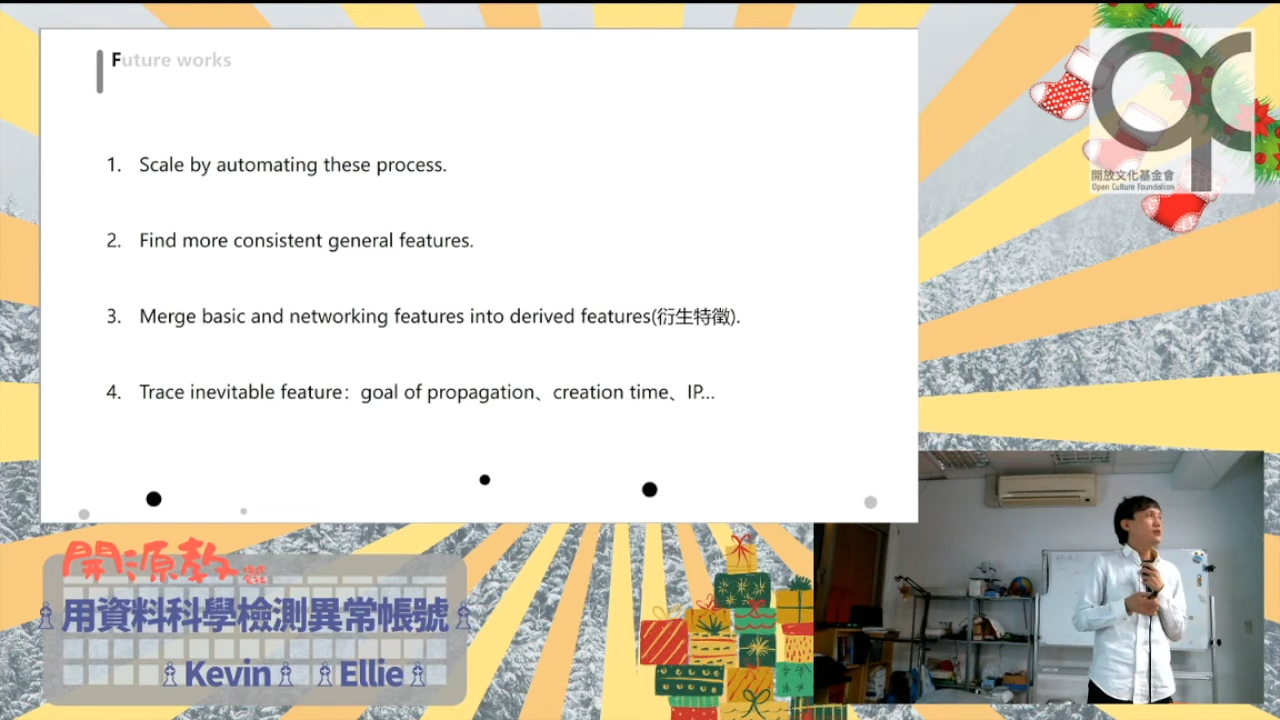 Future works
1. Scale by automating these process.
2. Find more consistent general features.
3. Merge basic and networking features into derived features(衍生特徵).
4. Trace inevitable feature：goal of propagation、creation time、IP...
開放文化基金會
Open Culture Foundation
開源教
用資料科學檢測異常帳號
Kevin Ellie